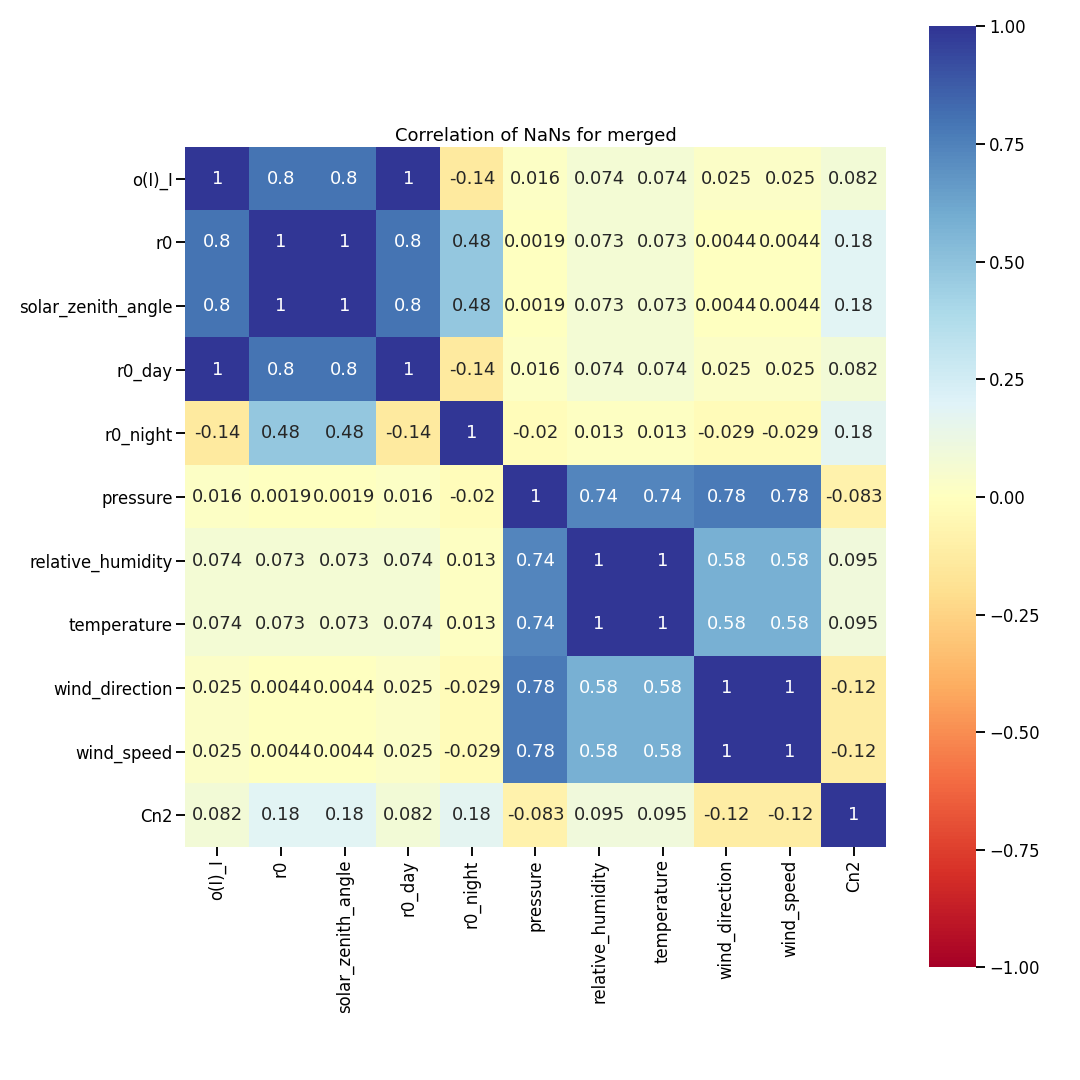 Correlation of NaNs for merged
o(I)_I 1 0.8 0.8 1 -0.14 0.016 0.074 0.074 0.025 0.025 0.082
r0 0.8 1 1 0.8 0.48 0.0019 0.073 0.073 0.0044 0.0044 0.18
solar_zenith_angle 0.8 1 1 0.8 0.48 0.0019 0.073 0.073 0.0044 0.0044 0.18
r0_day 1 0.8 0.8 1 -0.14 0.016 0.074 0.074 0.025 0.025 0.082
r0_night -0.14 0.48 0.48 -0.14 1 -0.02 0.013 0.013 -0.029 -0.029 0.18
pressure 0.016 0.0019 0.0019 0.016 -0.02 1 0.74 0.74 0.78 0.78 -0.083
relative_humidity 0.074 0.073 0.073 0.074 0.013 0.74 1 1 0.58 0.58 0.095
temperature 0.074 0.073 0.073 0.074 0.013 0.74 1 1 0.58 0.58 0.095
wind_direction 0.025 0.0044 0.0044 0.025 -0.029 0.78 0.58 0.58 1 1 -0.12
wind_speed 0.025 0.0044 0.0044 0.025 -0.029 0.78 0.58 0.58 1 1 -0.12
Cn2 0.082 0.18 0.18 0.082 0.18 -0.083 0.095 0.095 -0.12 -0.12 1
o(I)_I
r0
solar_zenith_angle
r0_day
r0_night
pressure
relative_humidity
temperature
wind_direction
wind_speed
Cn2
1.00
0.75
0.50
0.25
0.00
−0.25
−0.50
−0.75
−1.00